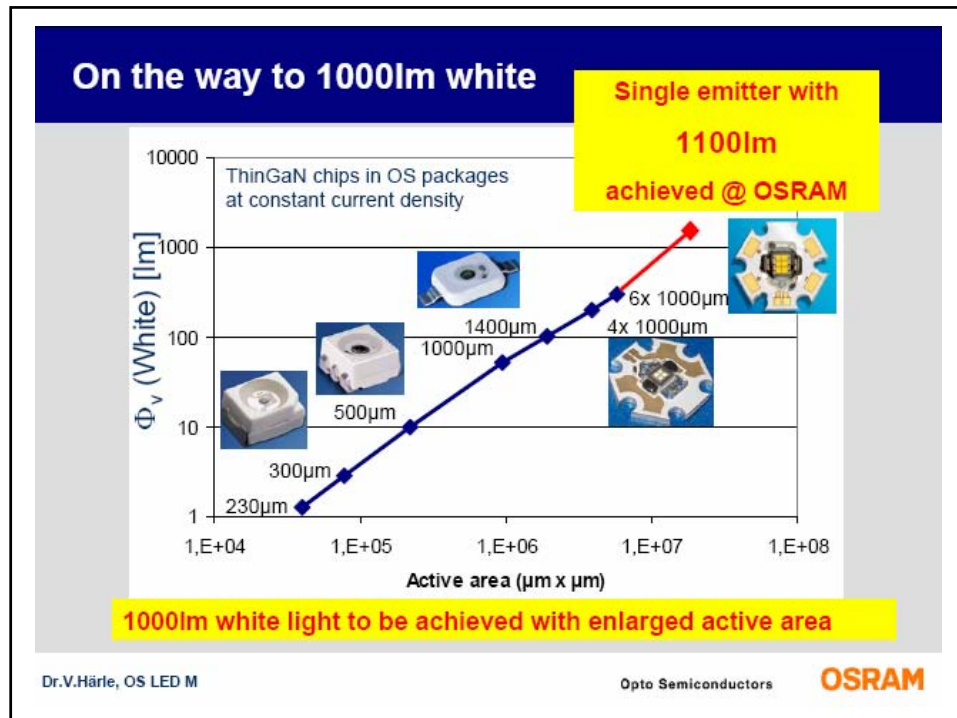 On the way to 1000lm white
Single emitter with
1100lm
achieved @ OSRAM
ThinGaN chips in OS packages
at constant current density
Φv (White) [lm]
10000
1000
100
10
1
230µm
300µm
500µm
1000µm
1400µm
4x 1000µm
6x 1000µm
1,E+04
1,E+05
1,E+06
1,E+07
1,E+08
Active area (µm x µm)
1000lm white light to be achieved with enlarged active area
Dr.V.Härle, OS LED M
Opto Semiconductors
OSRAM